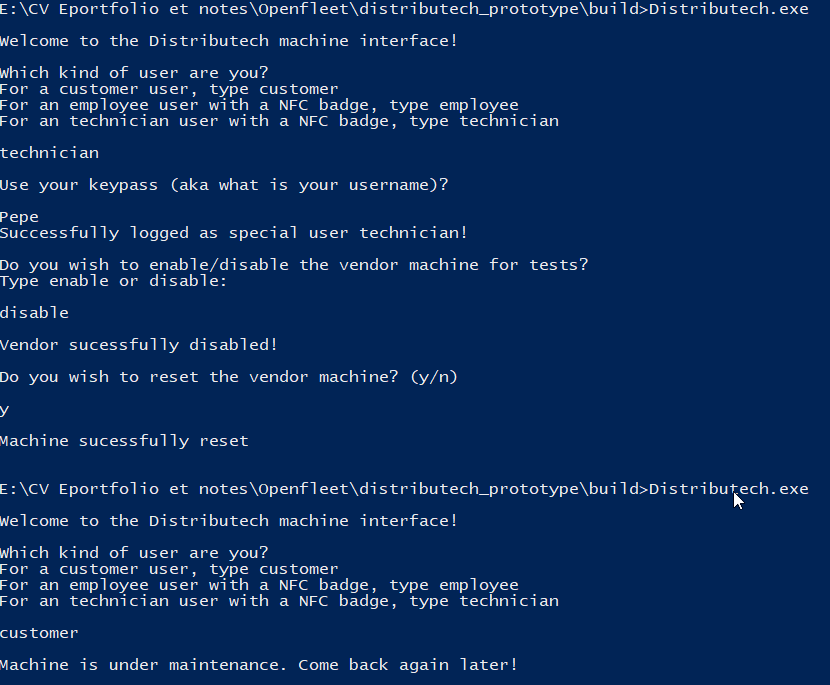 E:\CV Eportfolio et notes\Openfleet\distributech_prototype\build>Distributech.exe
Welcome to the Distributech machine interface!
Which kind of user are you?
For a customer user, type customer
For an employee user with a NFC badge, type employee
For an technician user with a NFC badge, type technician
technician
Use your keypass (aka what is your username)?
Pepe
Successfully logged as special user technician!
Do you wish to enable/disable the vendor machine for tests?
Type enable or disable:
disable
Vendor sucessfully disabled!
Do you wish to reset the vendor machine? (y/n)
y
Machine sucessfully reset
E:\CV Eportfolio et notes\Openfleet\distributech_prototype\build>Distributech.exe
Welcome to the Distributech machine interface!
Which kind of user are you?
For a customer user, type customer
For an employee user with a NFC badge, type employee
For an technician user with a NFC badge, type technician
customer
Machine is under maintenance. Come back again later!